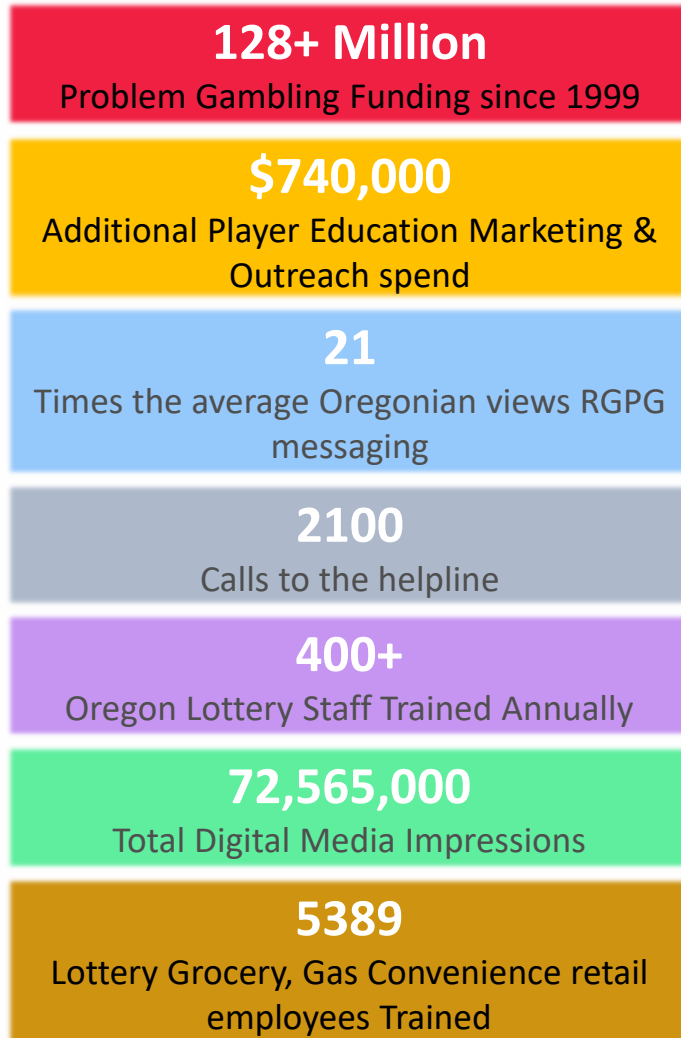 128+ Million
Problem Gambling Funding since 1999
$740,000
Additional Player Education Marketing &
Outreach spend
21
Times the average Oregonian views RGPG
messaging
2100
Calls to the helpline
400+
Oregon Lottery Staff Trained Annually
72,565,000
Total Digital Media Impressions
5389
Lottery Grocery, Gas Convenience retail
employees Trained